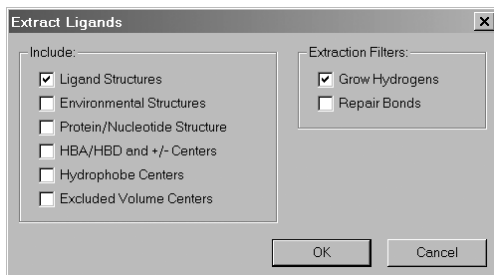 Extract Ligands
Include:
Ligand Structures
Environmental Structures
Protein/Nucleotide Structure
HBA/HBD and +/- Centers
Hydrophobe Centers
Excluded Volume Centers
Extraction Filters:
Grow Hydrogens
Repair Bonds
OK
Cancel